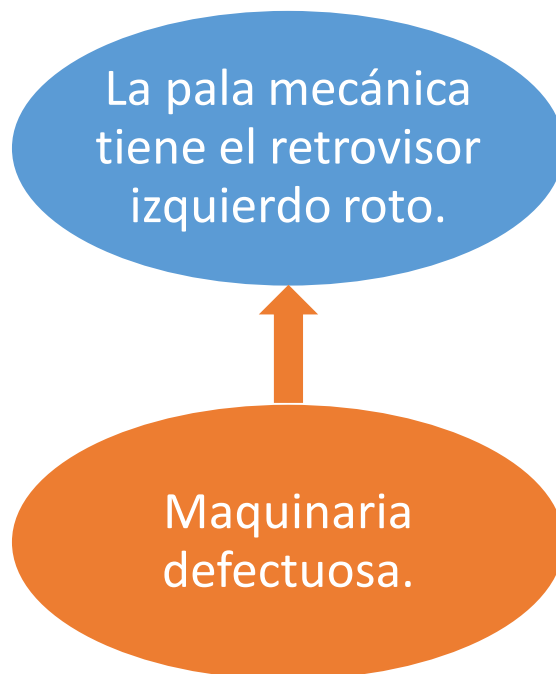 La pala mecánica
tiene el retrovisor
izquierdo roto.
Maquinaria
defectuosa.